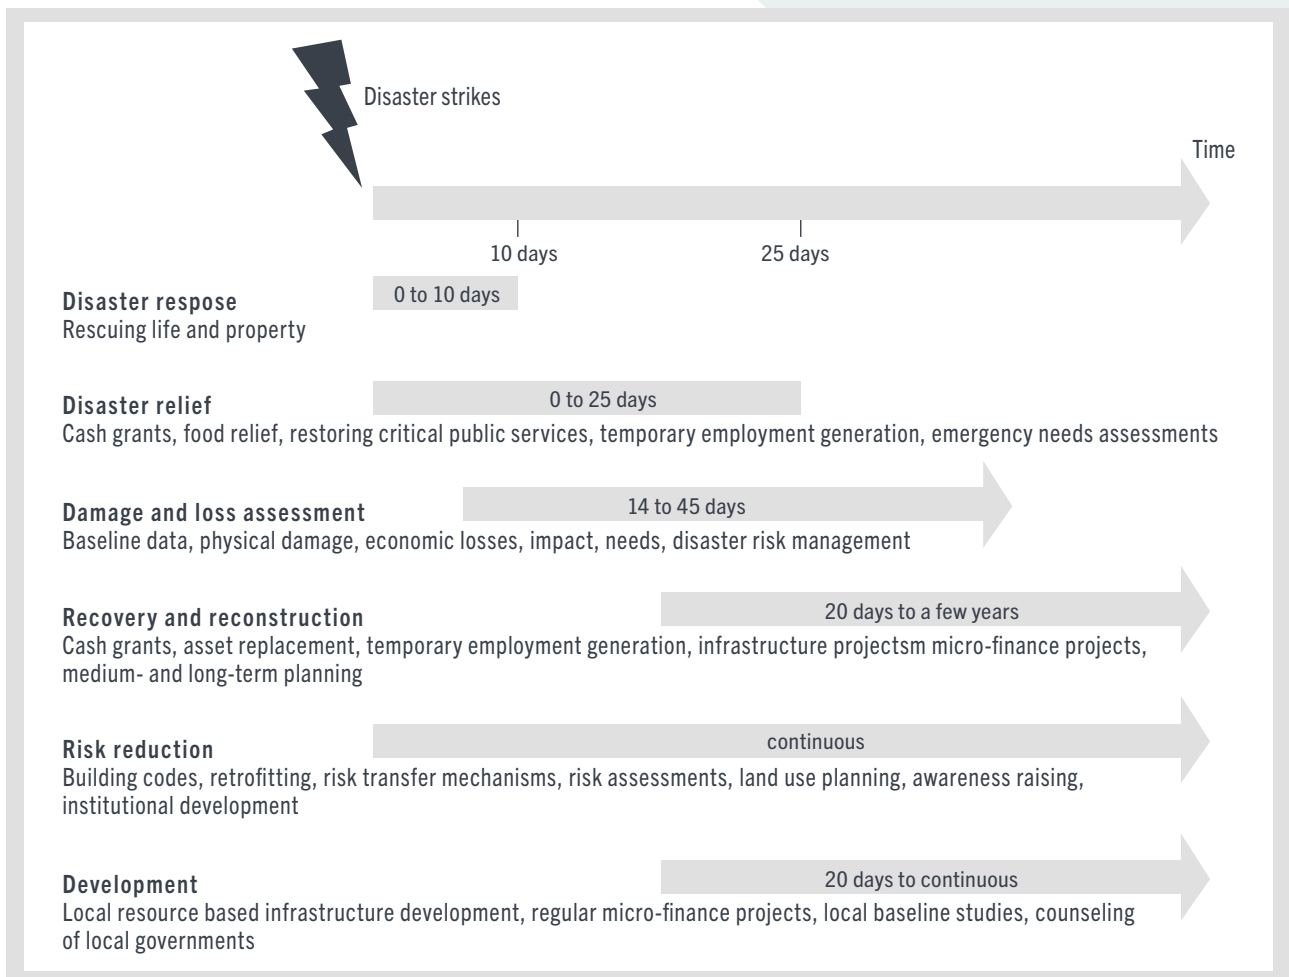 Disaster strikes
Time
10 days
25 days
0 to 10 days
Disaster respose
Rescuing life and property
0 to 25 days
Disaster relief
Cash grants, food relief, restoring critical public services, temporary employment generation, emergency needs assessments
14 to 45 days
Damage and loss assessment
Baseline data, physical damage, economic losses, impact, needs, disaster risk management
20 days to a few years
Recovery and reconstruction
Cash grants, asset replacement, temporary employment generation, infrastructure projectsm micro-finance projects,
medium- and long-term planning
continuous
Risk reduction
Building codes, retrofitting, risk transfer mechanisms, risk assessments, land use planning, awareness raising,
institutional development
20 days to continuous
Development
Local resource based infrastructure development, regular micro-finance projects, local baseline studies, counseling
of local governments